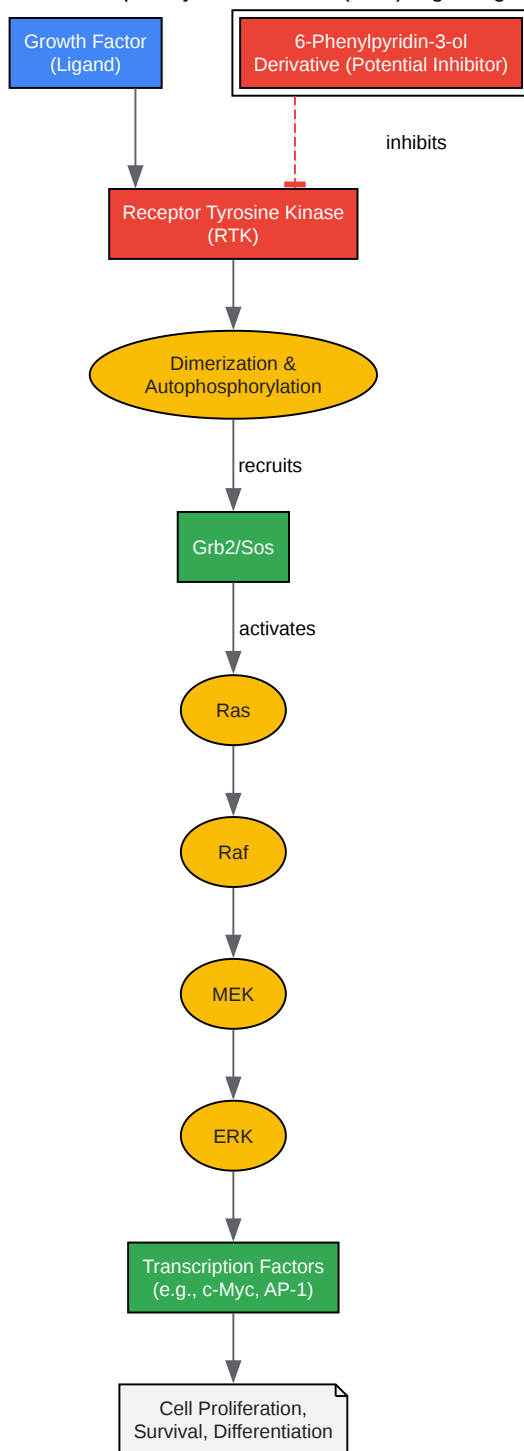 Growth Factor
(Ligand)
6-Phenylpyridin-3-ol
Derivative (Potential Inhibitor)
inhibits
Receptor Tyrosine Kinase
(RTK)
Dimerization &
Autophosphorylation
recruits
Grb2/Sos
activates
Ras
Raf
MEK
ERK
Transcription Factors
(e.g., c-Myc, AP-1)
Cell Proliferation,
Survival, Differentiation